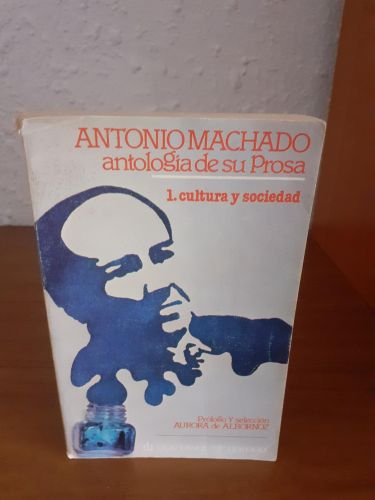 ANTONIO MACHADO
antología de su Prosa
1. cultura y sociedad
Prólogo Y selección
AURORA de ALBORNOZ